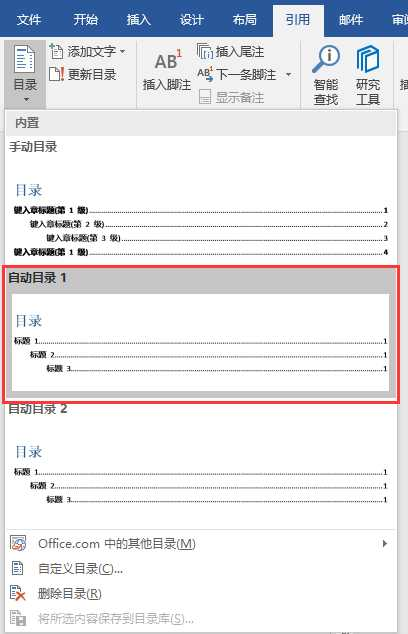 文件 开始 插入 设计 布局 引用 邮件
目录
添加文字
更新目录
AB1
插入脚注
插入尾注
AB1 下一条脚注
显示备注
智能
查找
研究
工具
内置
手动目录
目录
键入章标题(第 1 级)........1
键入章标题(第 2 级)........2
键入章标题(第 3 级)........3
键入章标题(第 1 级)........4
自动目录 1
目录
标题 1........1
标题 2........1
标题 3........1
自动目录 2
目录
标题 1........1
标题 2........1
标题 3........1
Office.com 中的其他目录(M)
自定义目录(C)...
删除目录(R)
将所选内容保存到目录库(S)...